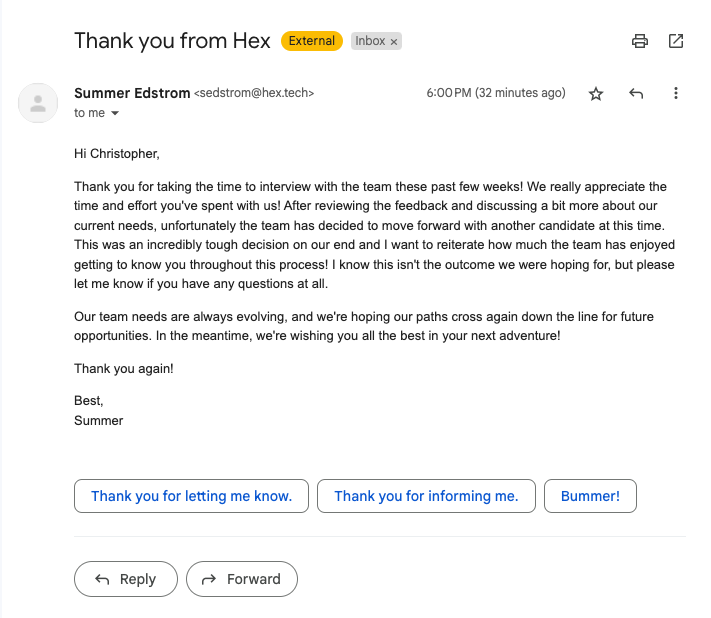 Thank you from Hex External Inbox ×
Summer Edstrom <sedstrom@hex.tech> 6:00 PM (32 minutes ago)
to me
Hi Christopher,
Thank you for taking the time to interview with the team these past few weeks! We really appreciate the
time and effort you've spent with us! After reviewing the feedback and discussing a bit more about our
current needs, unfortunately the team has decided to move forward with another candidate at this time.
This was an incredibly tough decision on our end and I want to reiterate how much the team has enjoyed
getting to know you throughout this process! I know this isn't the outcome we were hoping for, but please
let me know if you have any questions at all.
Our team needs are always evolving, and we're hoping our paths cross again down the line for future
opportunities. In the meantime, we're wishing you all the best in your next adventure!
Thank you again!
Best,
Summer
Thank you for letting me know. Thank you for informing me. Bummer!
Reply Forward